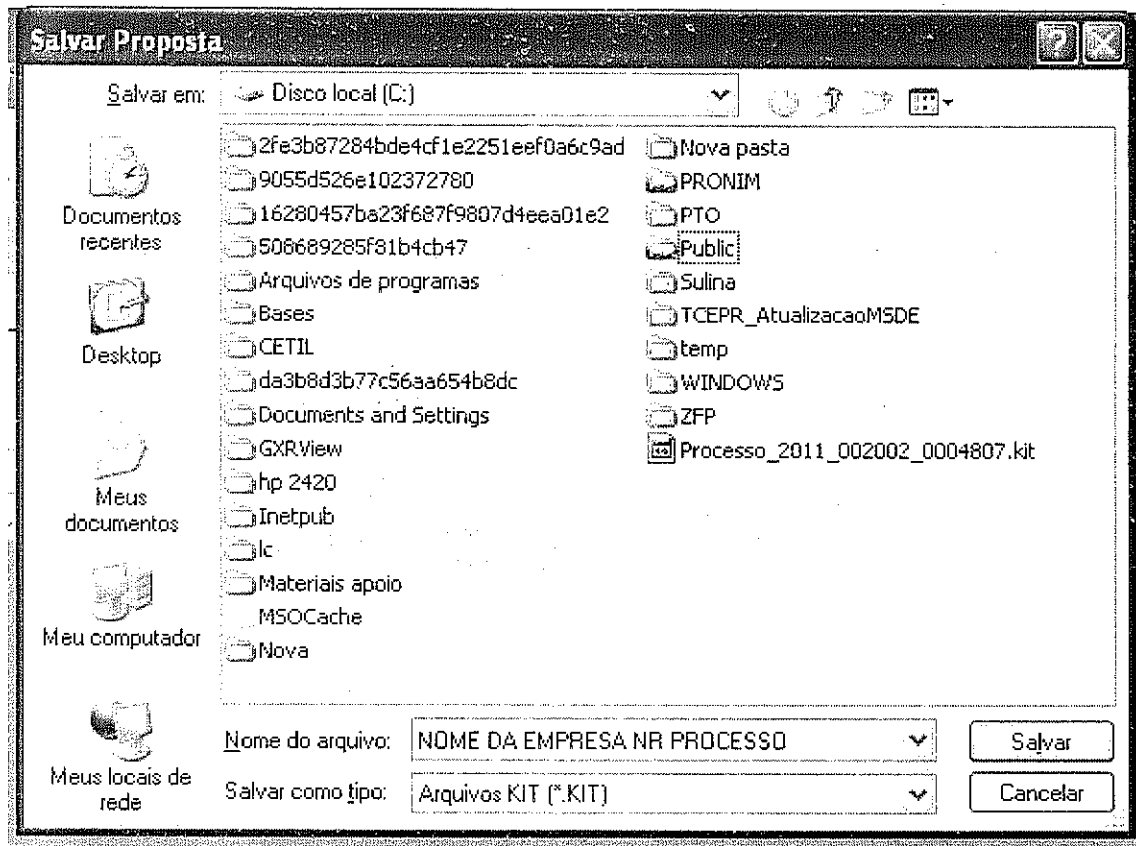 Salvar Proposta
Salvar em:
Disco local (C:)
Documentos
recentes
Desktop
Meus
documentos
Meu computador
Meus locais de
rede
2fe3b87284bde4cf1e2251eef0a6c9ad
9055d526e102372780
16280457ba23f687f9807d4eea01e2
508689285f81b4cb47
Arquivos de programas
Bases
CETIL
da3b8d3b77c56aa654b8dc
Documents and Settings
GXRView
hp 2420
Inetpub
lc
Materiais apoio
MSOCache
Nova
Nova pasta
PRONIM
PTO
Public
Sulina
TCEPR_AtualizacaoMSDE
temp
WINDOWS
ZFP
Processo_2011_002002_0004807.kit
Nome do arquivo:
NOME DA EMPRESA NR PROCESSO
Salvar
Salvar como tipo:
Arquivos KIT (*.KIT)
Cancelar